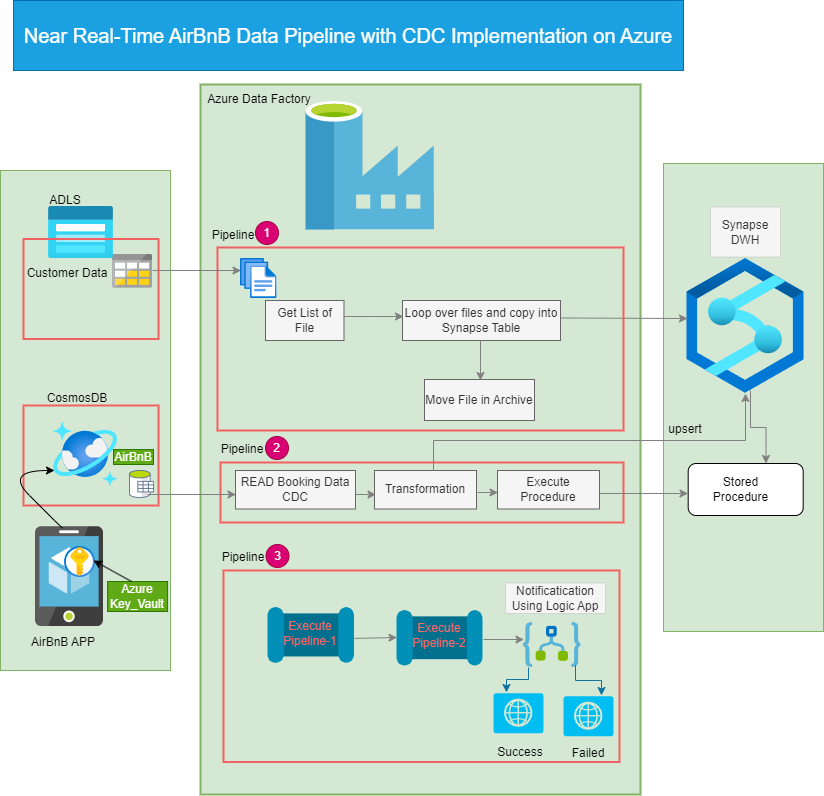 Near Real-Time AirBnB Data Pipeline with CDC Implementation on Azure
Azure Data Factory
ADLS
Customer Data
CosmosDB
AirBnB
Azure
Key_Vault
AirBnB APP
Pipeline 1
Get List of
File
Loop over files and copy into
Synapse Table
Move File in Archive
Pipeline 2
READ Booking Data
CDC
Transformation
Execute
Procedure
upsert
Pipeline 3
Execute
Pipeline-1
Execute
Pipeline-2
Notificatication
Using Logic App
Success
Failed
Synapse
DWH
Stored
Procedure